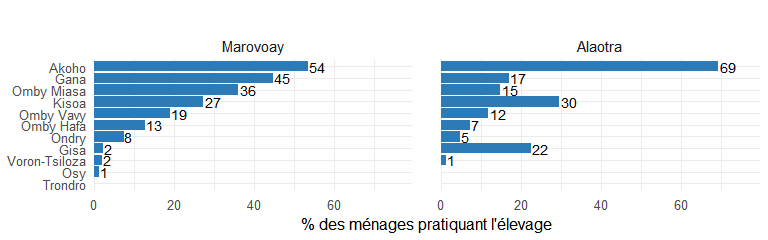 Marovoay Alaotra
Akoho 54 69
Gana 45 17
Omby Miasa 36 15
Kisoa 27 30
Omby Vavy 19 12
Omby Hafa 13 7
Ondry 8 5
Gisa 2 22
Voron-Tsiloza 2 1
Osy 1
Trondro
0 20 40 60 0 20 40 60
% des ménages pratiquant l'élevage